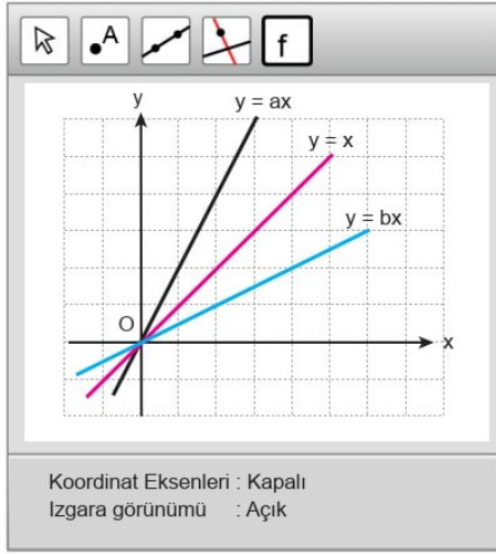 A
f
y
y = ax
y = x
y = bx
O
x
Koordinat Eksenleri : Kapalı
Izgara görünümü : Açık